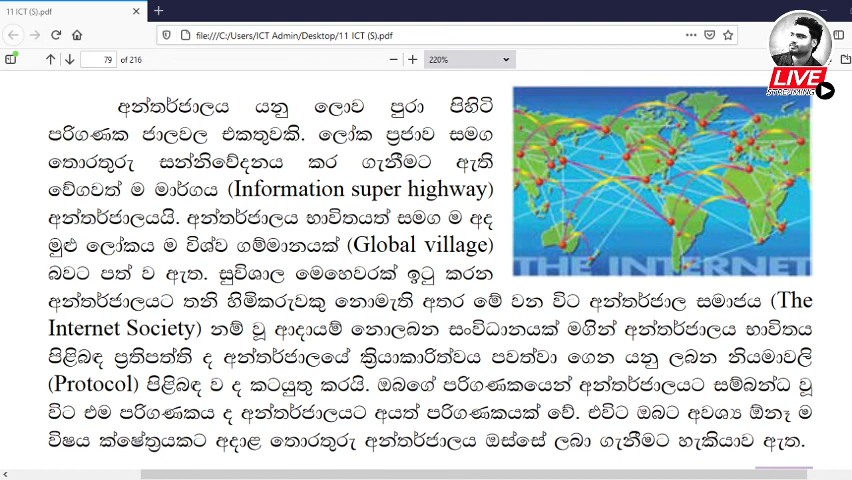 11 ICT (S).pdf
file:///C:/Users/ICT Admin/Desktop/11 ICT (S).pdf
79 of 216
220%
LIVE
STREAMING
අන්තර්ජාලය යනු ලොව පුරා පිහිටි
පරිගණක ජාලවල එකතුවකි. ලෝක ප්‍රජාව සමග
තොරතුරු සන්නිවේදනය කර ගැනීමට ඇති
වේගවත් ම මාර්ගය (Information super highway)
අන්තර්ජාලයයි. අන්තර්ජාලය භාවිතයත් සමග ම අද
මුළු ලෝකය ම විශ්ව ගම්මානයක් (Global village)
බවට පත් ව ඇත. සුවිශාල මෙහෙවරක් ඉටු කරන
THE INTERNET
අන්තර්ජාලයට තනි හිමිකරුවකු නොමැති අතර මේ වන විට අන්තර්ජාල සමාජය (The
Internet Society) නම් වූ ආදායම් නොලබන සංවිධානයක් මගින් අන්තර්ජාලය භාවිතය
පිළිබඳ ප්‍රතිපත්ති ද අන්තර්ජාලයේ ක්‍රියාකාරිත්වය පවත්වා ගෙන යනු ලබන නියමාවලි
(Protocol) පිළිබඳ ව ද කටයුතු කරයි. ඔබගේ පරිගණකයෙන් අන්තර්ජාලයට සම්බන්ධ වූ
විට එම පරිගණකය ද අන්තර්ජාලයට අයත් පරිගණකයක් වේ. එවිට ඔබට අවශ්‍ය ඕනෑ ම
විෂය ක්ෂේත්‍රයකට අදාළ තොරතුරු අන්තර්ජාලය ඔස්සේ ලබා ගැනීමට හැකියාව ඇත.